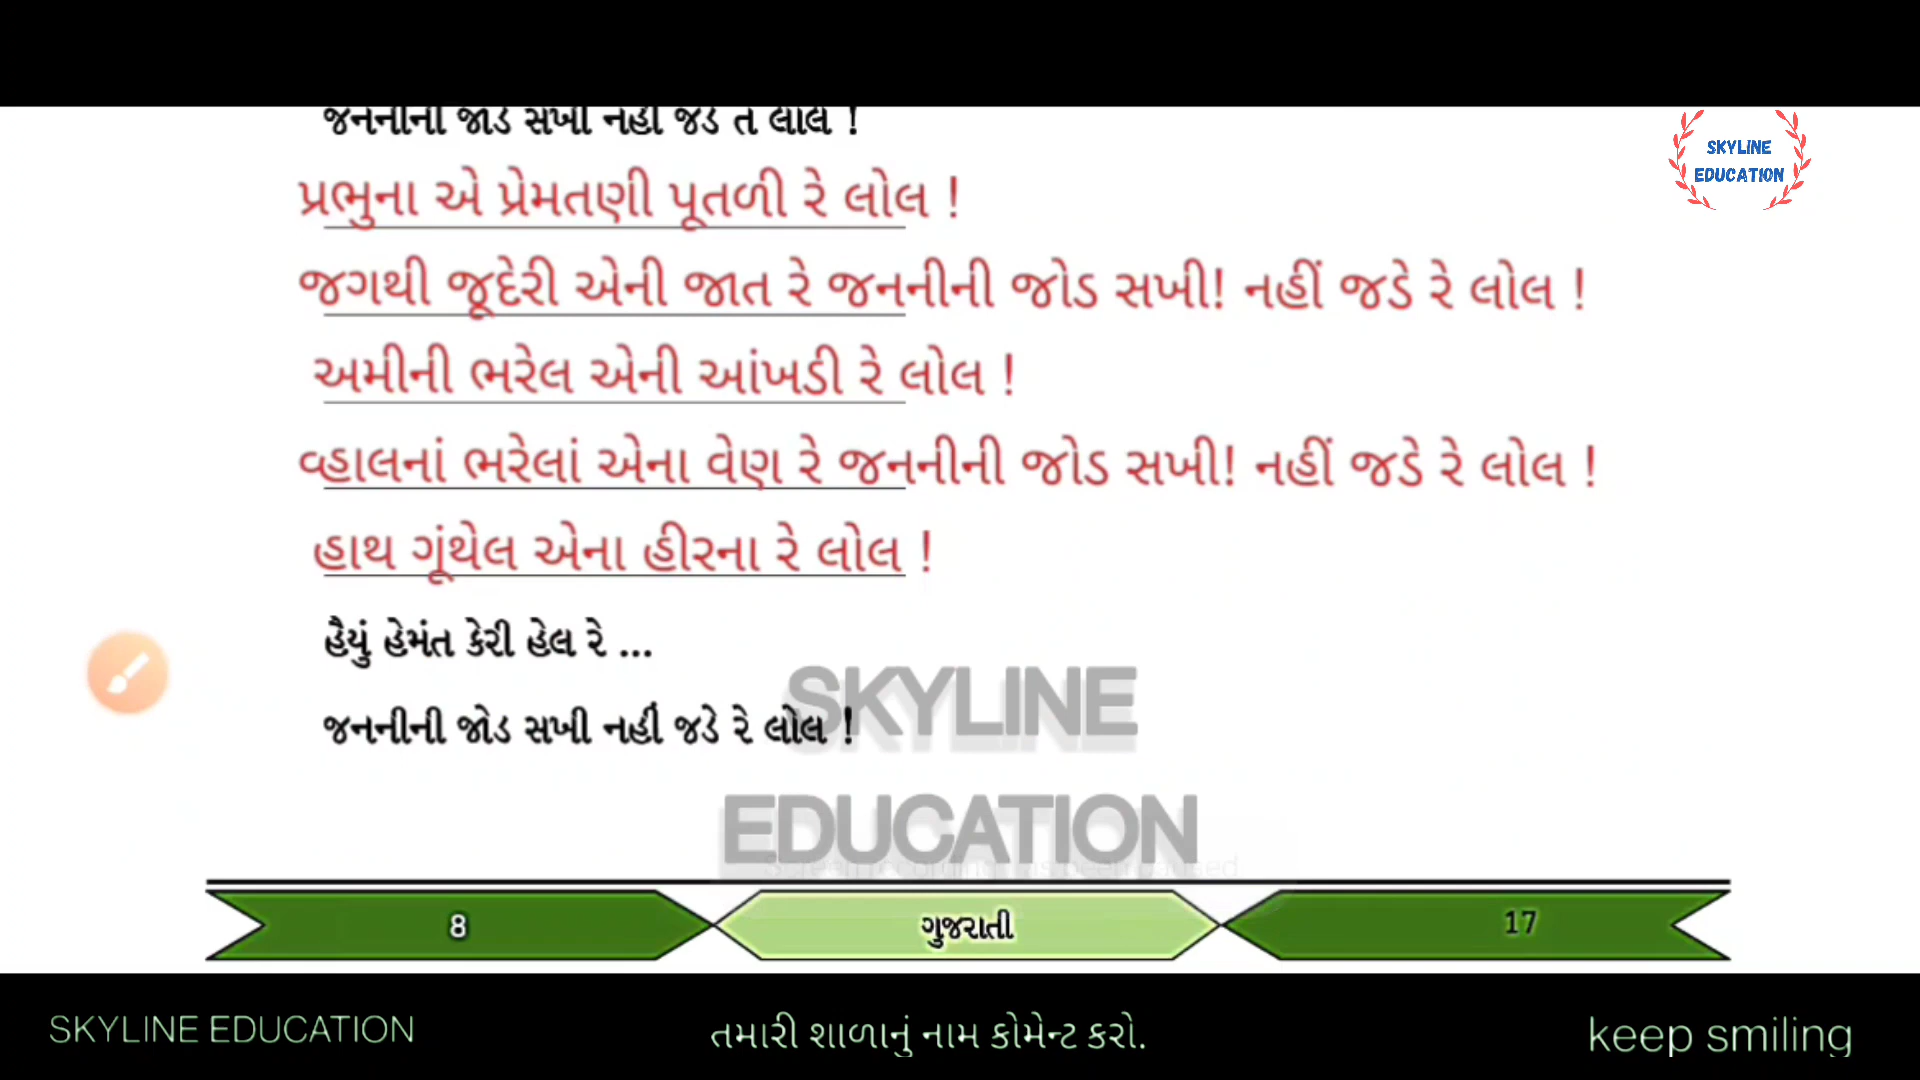 જનનીની જોડ સખી નહીં જડે રે લોલ !
SKYLINE
EDUCATION
પ્રભુના એ પ્રેમતણી પૂતળી રે લોલ !
જગથી જૂદેરી એની જાત રે જનનીની જોડ સખી! નહીં જડે રે લોલ !
અમીની ભરેલ એની આંખડી રે લોલ !
વ્હાલનાં ભરેલાં એના વેણ રે જનનીની જોડ સખી! નહીં જડે રે લોલ !
હાથ ગૂંથેલ એના હીરના રે લોલ !
હૈયું હેમંત કેરી હેલ રે ...
જનનીની જોડ સખી નહીં જડે રે લોલ !
SKYLINE
EDUCATION
8 ગુજરાતી 17
SKYLINE EDUCATION તમારી શાળાનું નામ કોમેન્ટ કરો. keep smiling